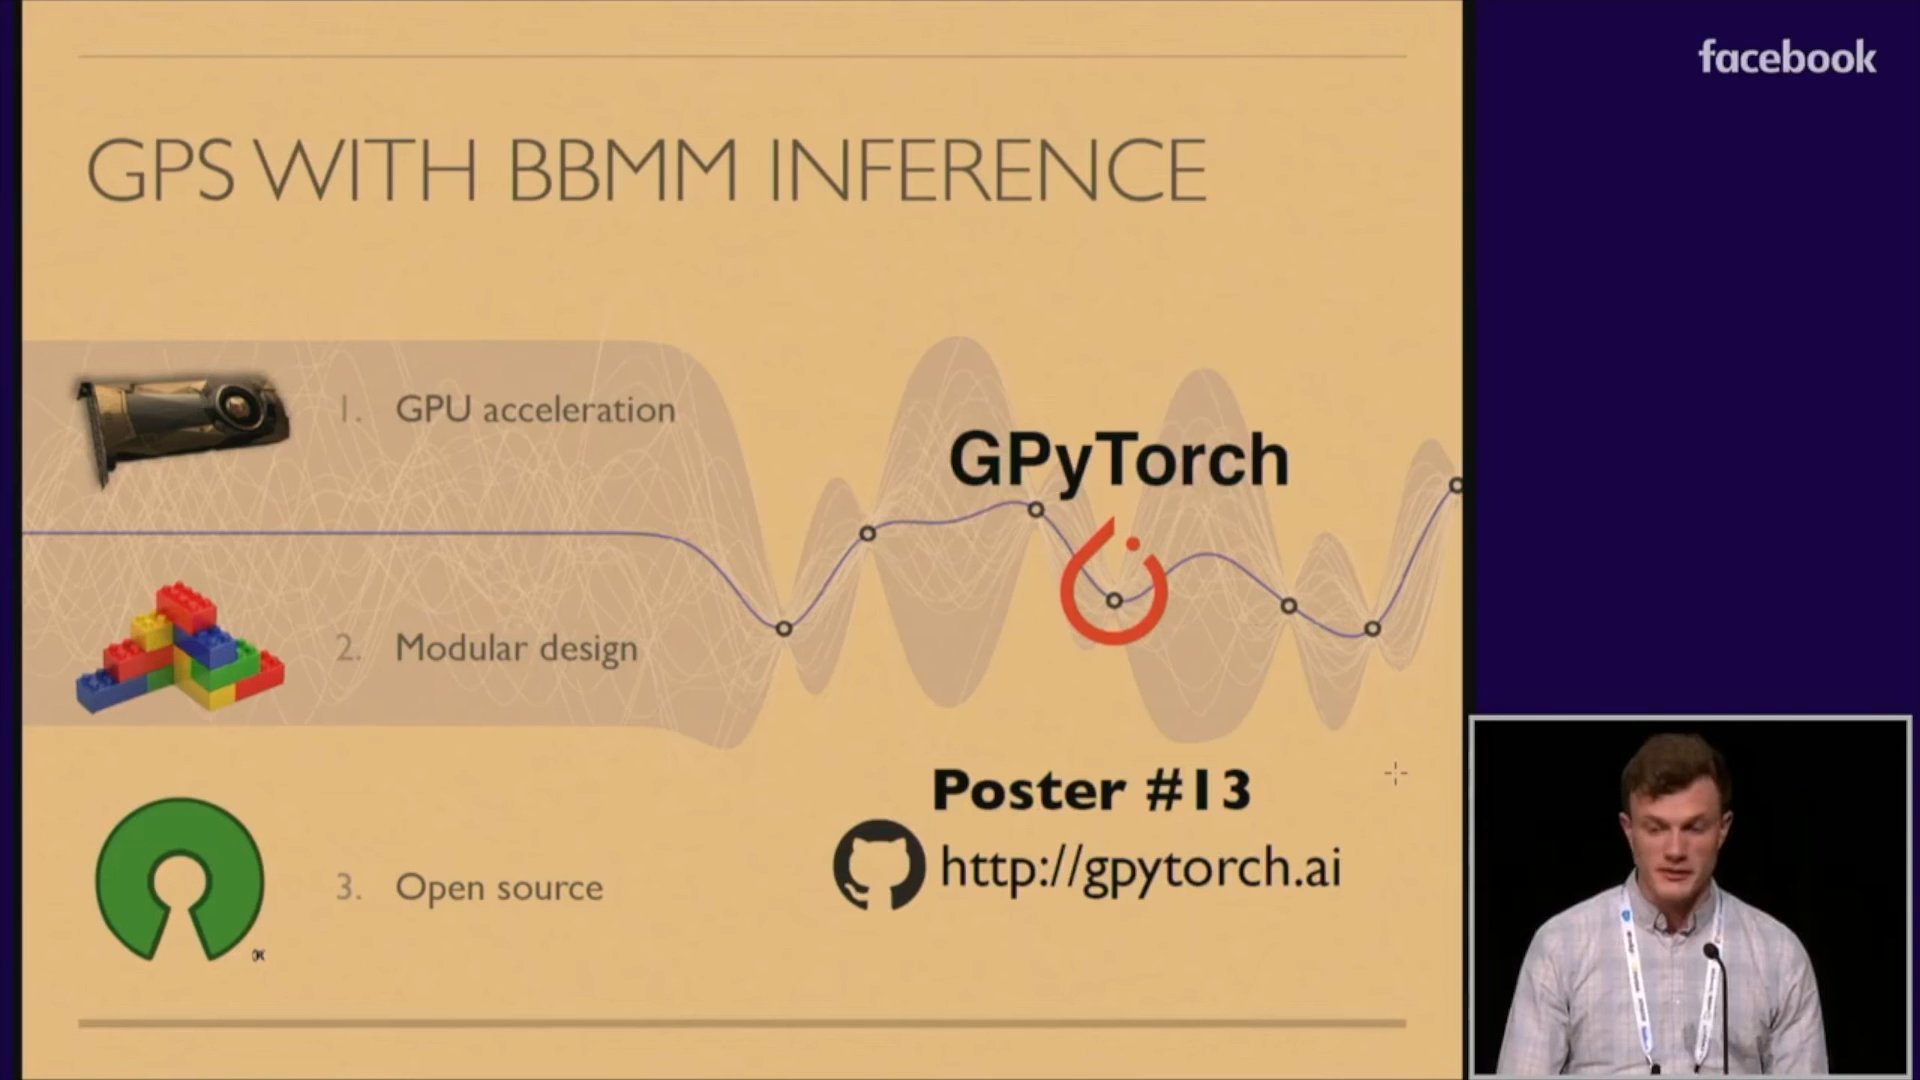 facebook
GPS WITH BBMM INFERENCE
1. GPU acceleration
GPyTorch
2. Modular design
Poster #13
http://gpytorch.ai
3. Open source